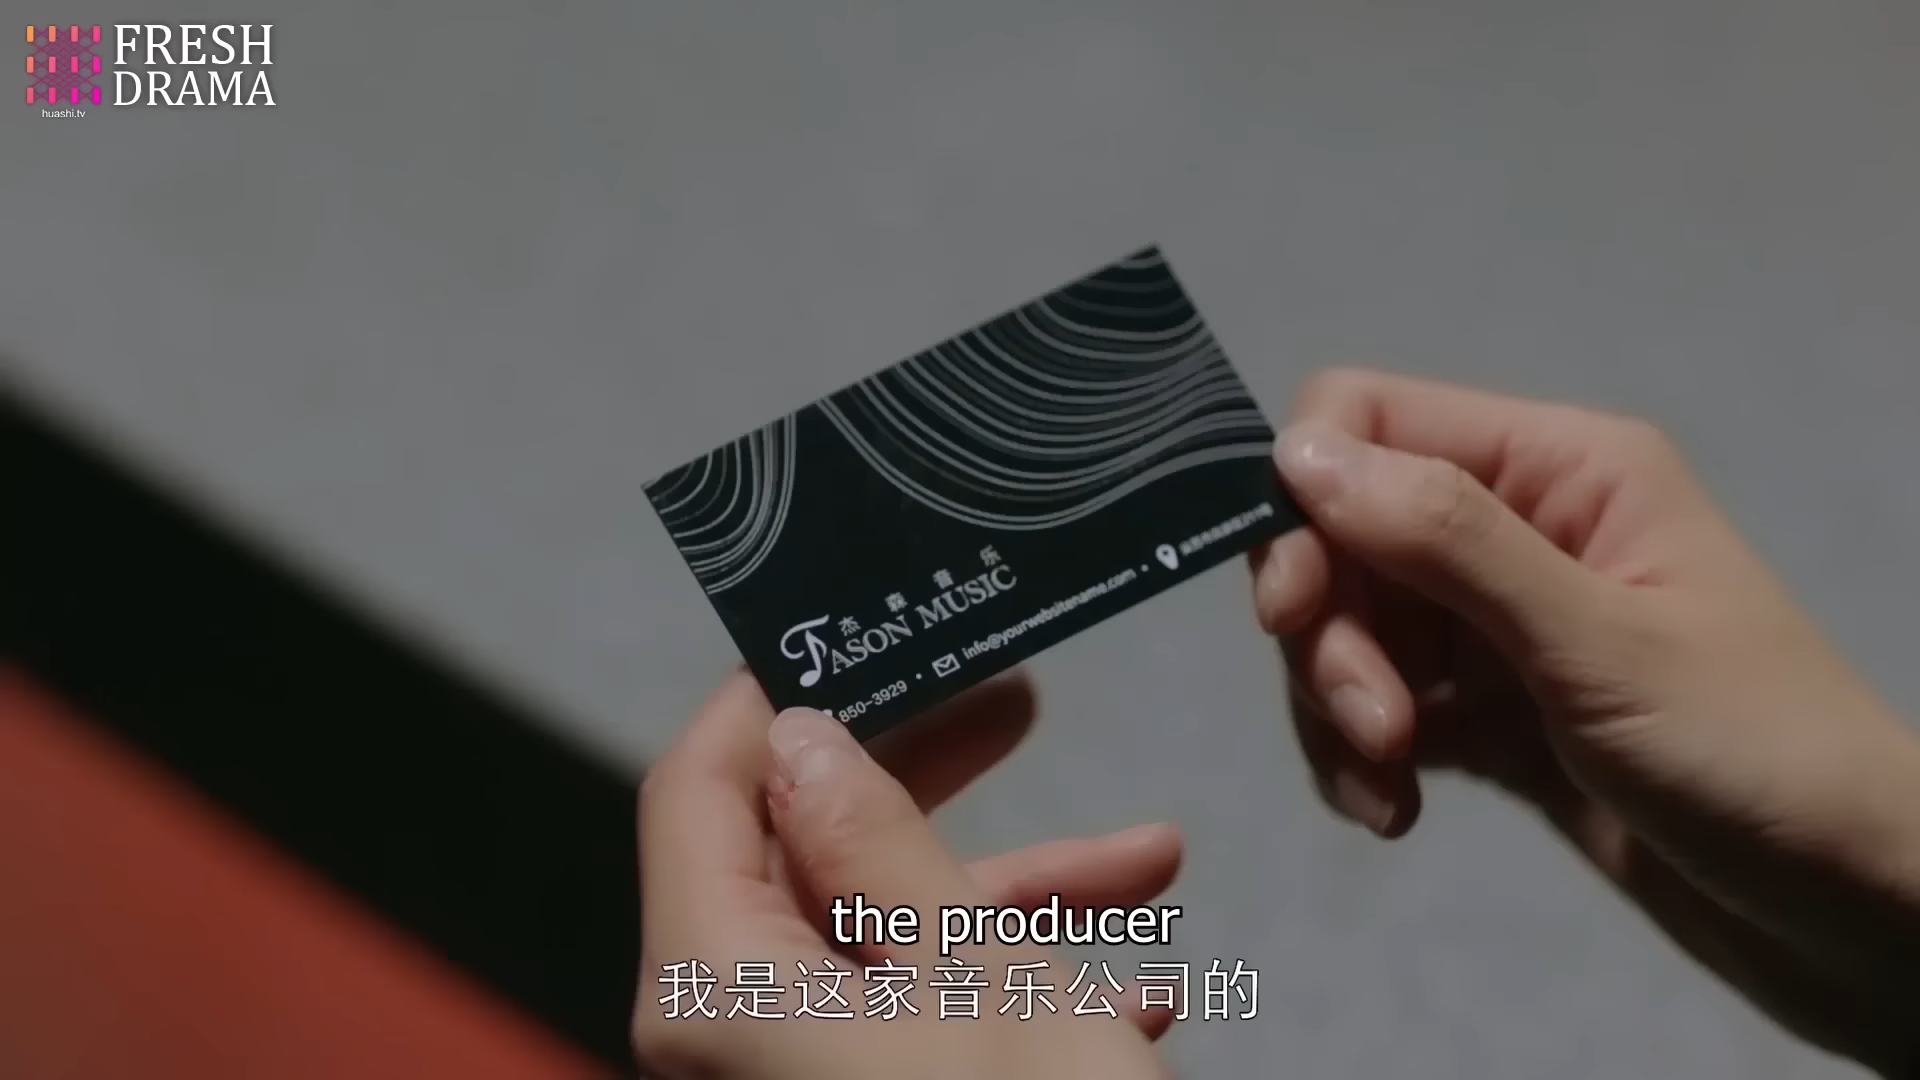 FRESH
DRAMA
huashi.tv
杰森音乐
JASON MUSIC
850-3929 • info@yourwebsitename.com •
the producer
我是这家音乐公司的